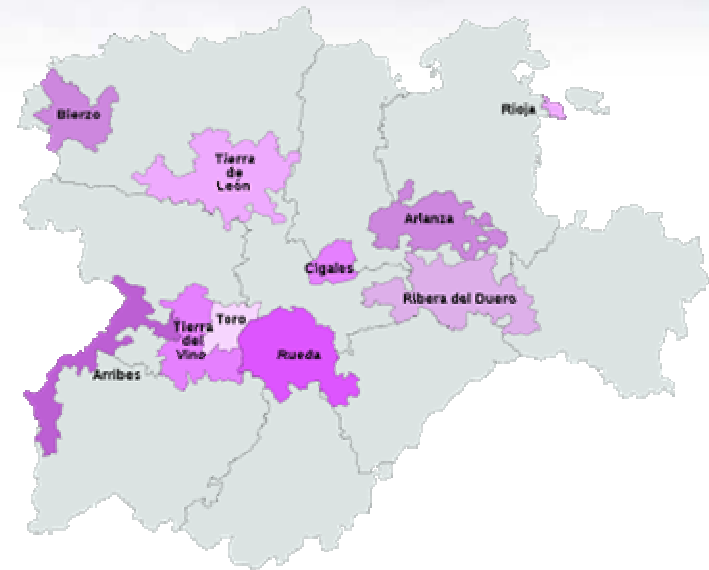 Bierzo
Rioja
Tierra
de
León
Arlanza
Cigales
Ribera del Duero
Toro
Tierra
del
Vino
Rueda
Arribes